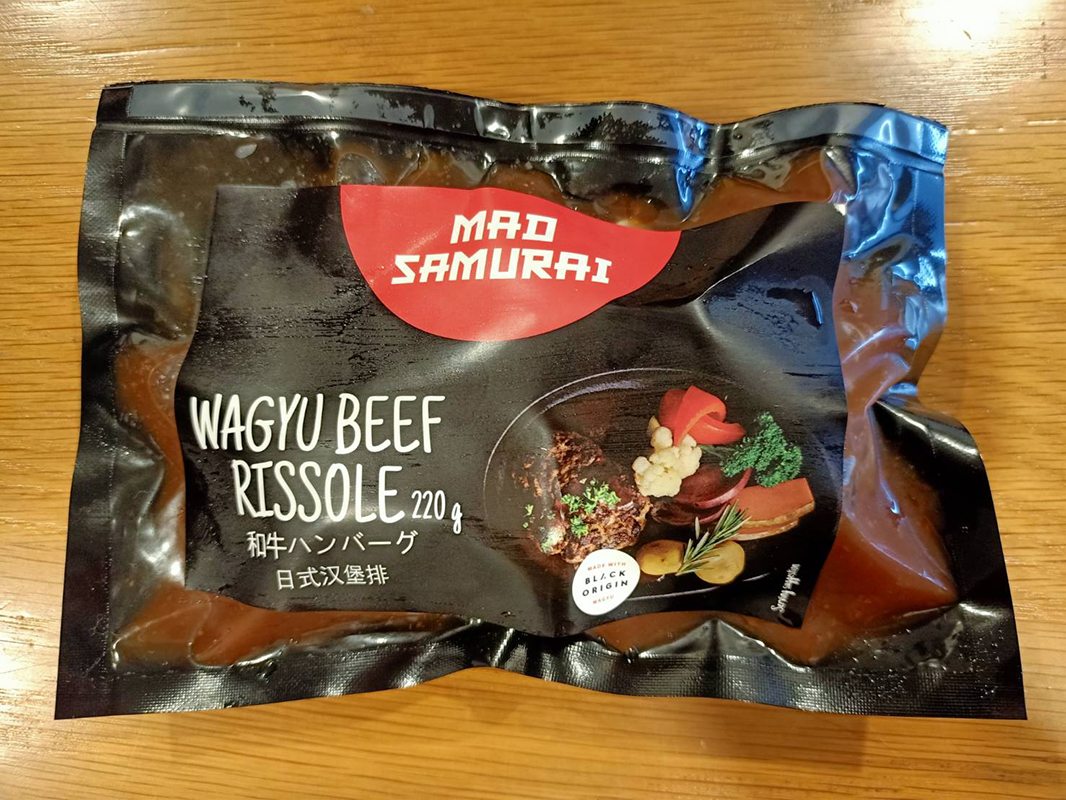 MAD
SAMURAI
WAGYU BEEF
RISSOLE 220 g
和牛ハンバーグ
日式汉堡排
MADE WITH
BLACK
ORIGIN
WAGYU